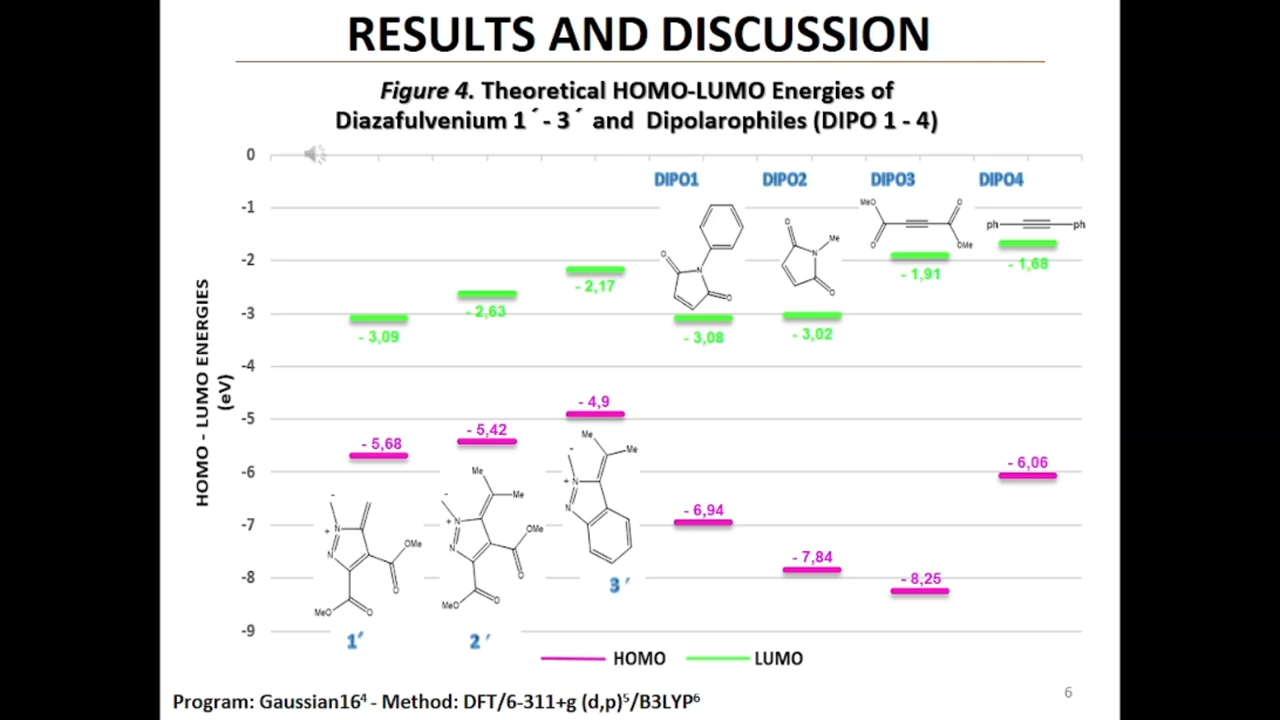 RESULTS AND DISCUSSION
Figure 4. Theoretical HOMO-LUMO Energies of
Diazafulvenium 1´- 3´ and Dipolarophiles (DIPO 1 - 4)
0
-1
-2
-3
-4
-5
-6
-7
-8
-9
HOMO - LUMO ENERGIES
(eV)
DIPO1
DIPO2
DIPO3
DIPO4
- 3,09
- 2,63
- 2,17
- 3,08
- 3,02
- 1,91
- 1,68
- 5,68
- 5,42
- 4,9
- 6,94
- 7,84
- 8,25
- 6,06
O
N
O
O
N
Me
O
MeO
O
O
OMe
ph
ph
-
+
N
N
OMe
O
MeO
O
1′
-
+
N
N
Me
Me
OMe
O
MeO
O
2 ′
-
+
N
N
Me
Me
3 ′
HOMO
LUMO
Program: Gaussian16⁴ - Method: DFT/6-311+g (d,p)⁵/B3LYP⁶
6